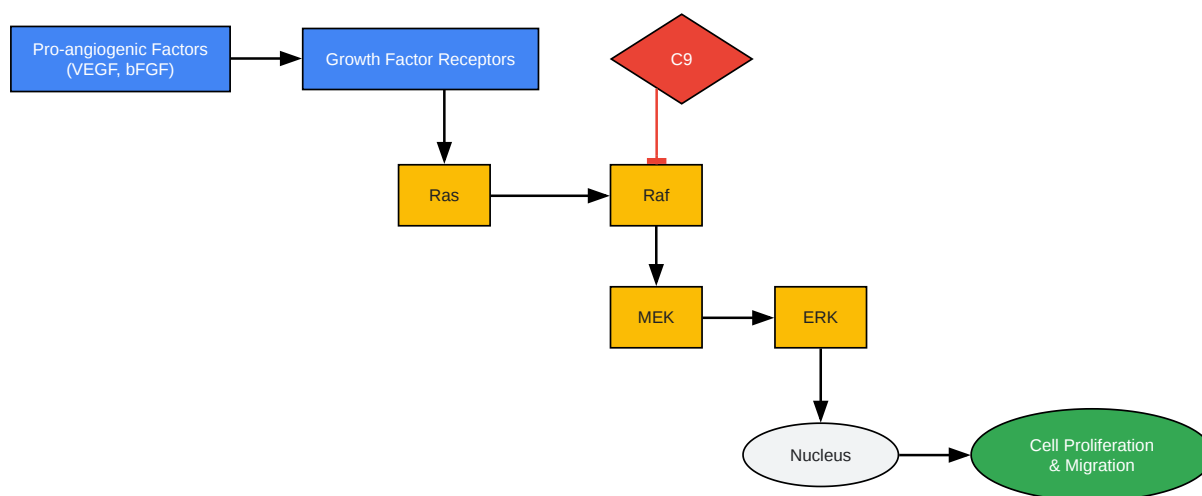 Pro-angiogenic Factors
(VEGF, bFGF)
Growth Factor Receptors
C9
Ras
Raf
MEK
ERK
Nucleus
Cell Proliferation
& Migration